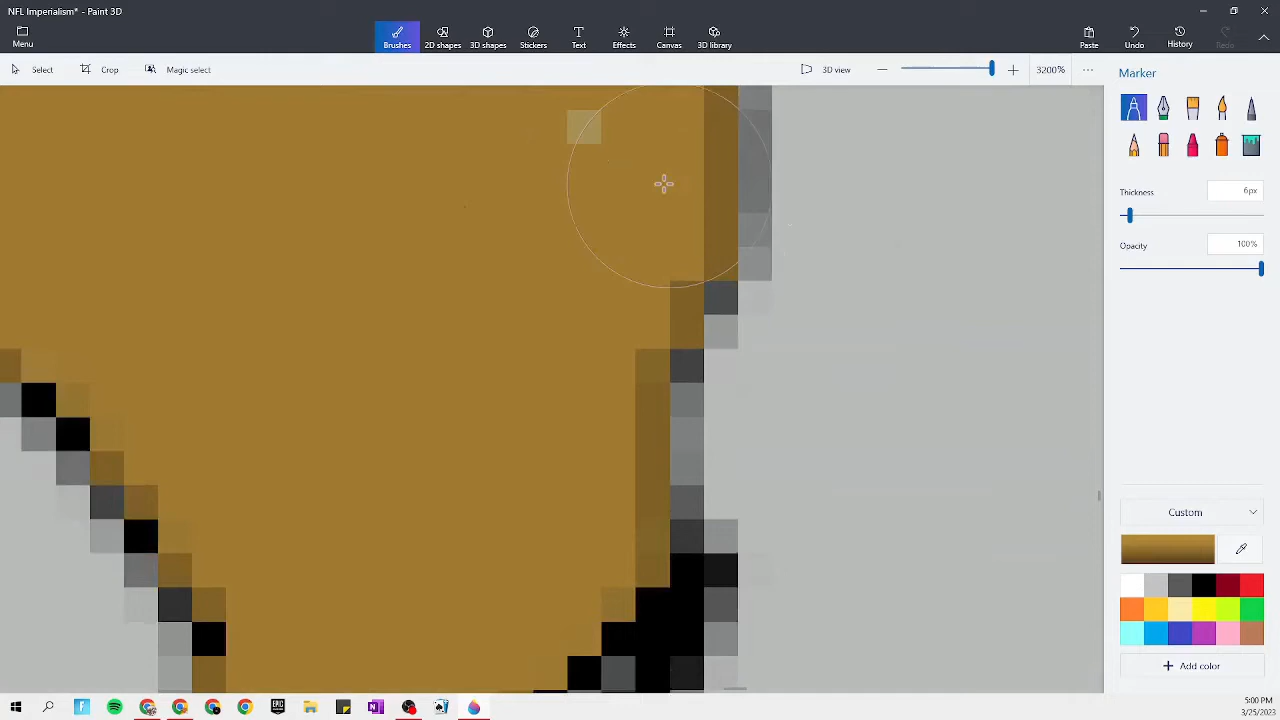 NFL Imperialism* - Paint 3D
Menu
Brushes
2D shapes
3D shapes
Stickers
Text
Effects
Canvas
3D library
Paste
Undo
History
Redo
Select
Crop
Magic select
3D view
3200%
Marker
Thickness
6px
Opacity
100%
Custom
Add color
5:00 PM
3/25/2023